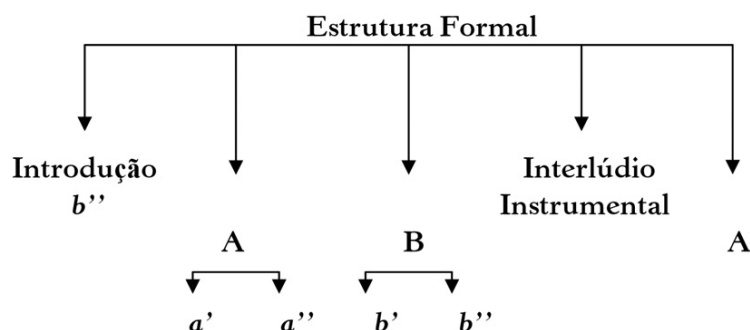 Estrutura Formal
Introdução
b’’
Interlúdio
Instrumental
A
B
A
a’
a’’
b’
b’’